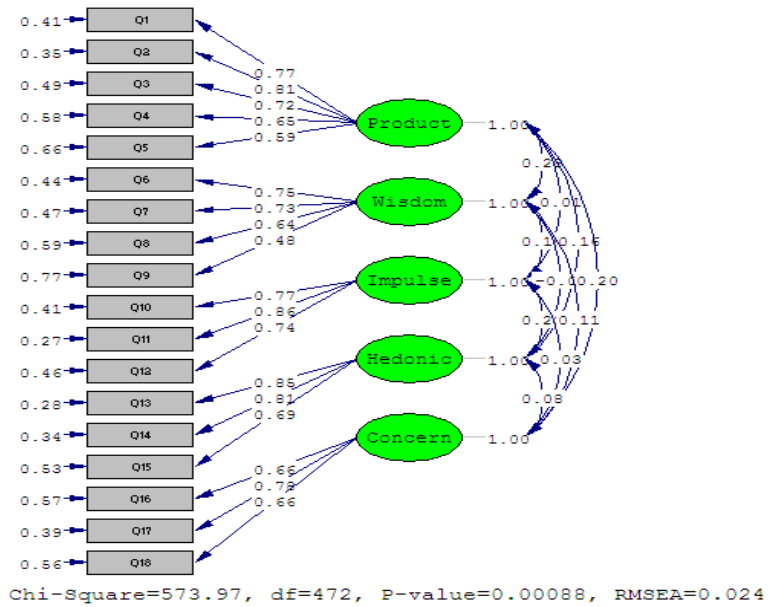 0.41 Q1
0.35 Q2
0.49 Q3
0.58 Q4
0.66 Q5
0.44 Q6
0.47 Q7
0.59 Q8
0.77 Q9
0.41 Q10
0.27 Q11
0.46 Q12
0.28 Q13
0.34 Q14
0.53 Q15
0.57 Q16
0.39 Q17
0.56 Q18
0.77
0.81
0.72
0.65
0.59
0.75
0.73
0.64
0.48
0.77
0.86
0.74
0.85
0.81
0.69
0.66
0.78
0.66
Product 1.00
Wisdom 1.00
Impulse 1.00
Hedonic 1.00
Concern 1.00
0.16
0.20
0.11
0.03
0.08
Chi-Square=573.97, df=472, P-value=0.00088, RMSEA=0.024